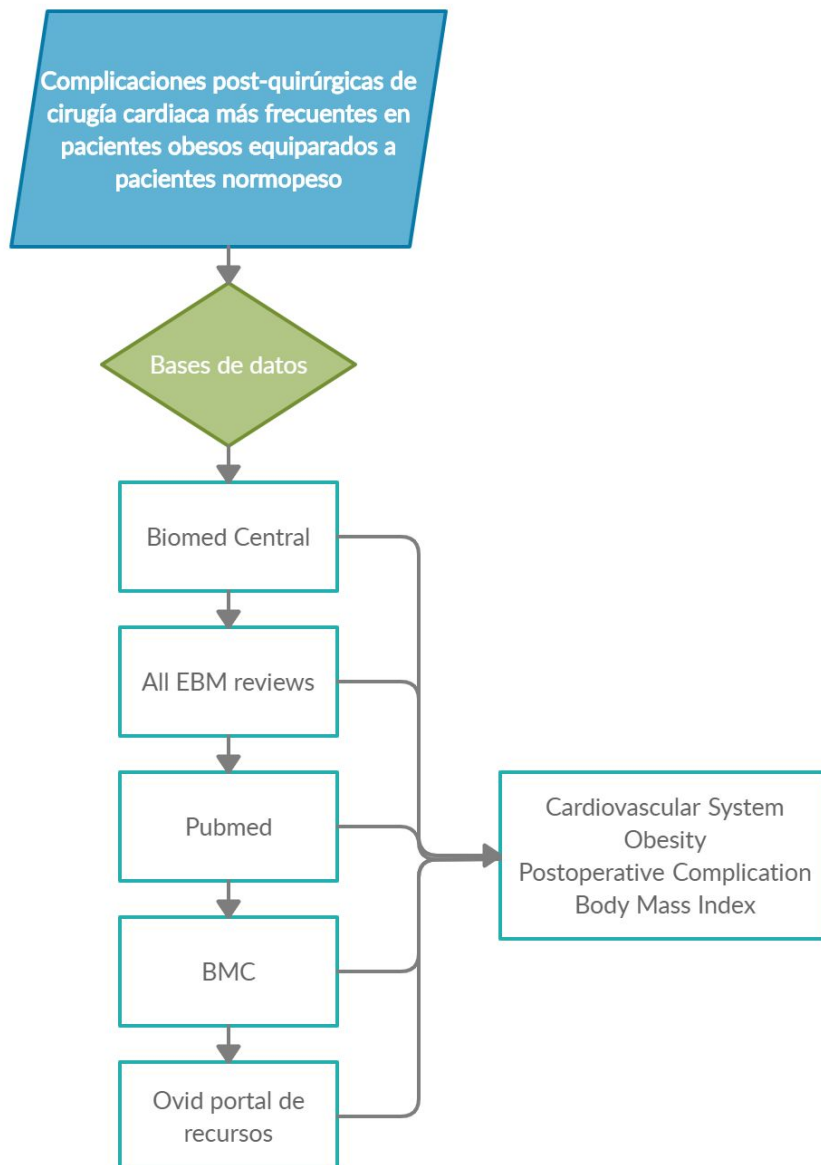 Complicaciones post-quirúrgicas de
cirugía cardiaca más frecuentes en
pacientes obesos equiparados a
pacientes normopeso
Bases de datos
Biomed Central
All EBM reviews
Pubmed
BMC
Ovid portal de
recursos
Cardiovascular System
Obesity
Postoperative Complication
Body Mass Index